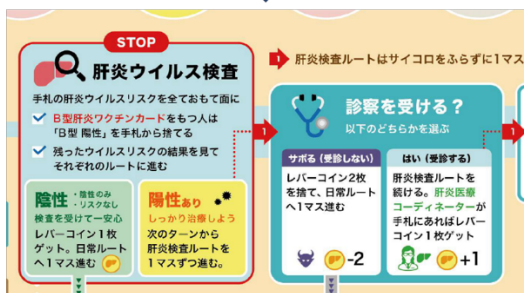 STOP
肝炎ウイルス検査
手札の肝炎ウイルスリスクを全ておもて面に
B型肝炎ワクチンカードをもつ人は
「B型 陽性」を手札から捨てる
残ったウイルスリスクの結果を見て
それぞれのルートに進む
陰性 ・陰性のみ
・リスクなし
検査を受けて一安心
レバーコイン1枚
ゲット。日常ルート
へ1マス進む
陽性あり
しっかり治療しよう
次のターンから
肝炎検査ルートを
1マスずつ進む。
1
1 肝炎検査ルートはサイコロをふらずに1マス
診察を受ける?
以下のどちらかを選ぶ
サボる(受診しない)
レバーコイン2枚
を捨て、日常ルート
へ1マス進む
-2
はい(受診する)
肝炎検査ルートを
続ける。肝炎医療
コーディネーターが
手札にあればレバー
コイン1枚ゲット
+1
1